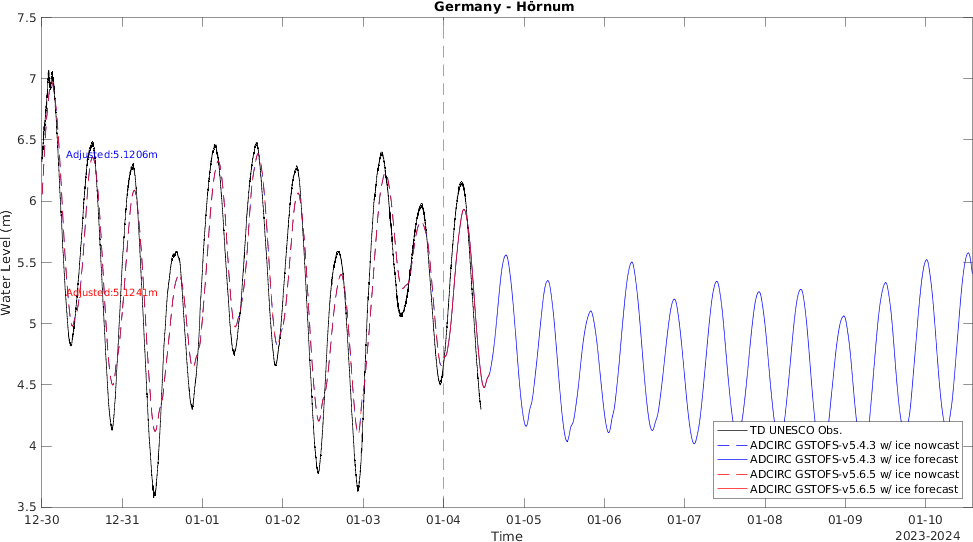 Germany - Hörnum
7.5
7
6.5
6
5.5
5
4.5
4
3.5
Water Level (m)
Adjusted:5.1206m
Adjusted:5.1241m
TD UNESCO Obs.
ADCIRC GSTOFS-v5.4.3 w/ ice nowcast
ADCIRC GSTOFS-v5.4.3 w/ ice forecast
ADCIRC GSTOFS-v5.6.5 w/ ice nowcast
ADCIRC GSTOFS-v5.6.5 w/ ice forecast
12-30 12-31 01-01 01-02 01-03 01-04 01-05 01-06 01-07 01-08 01-09 01-10
Time
2023-2024